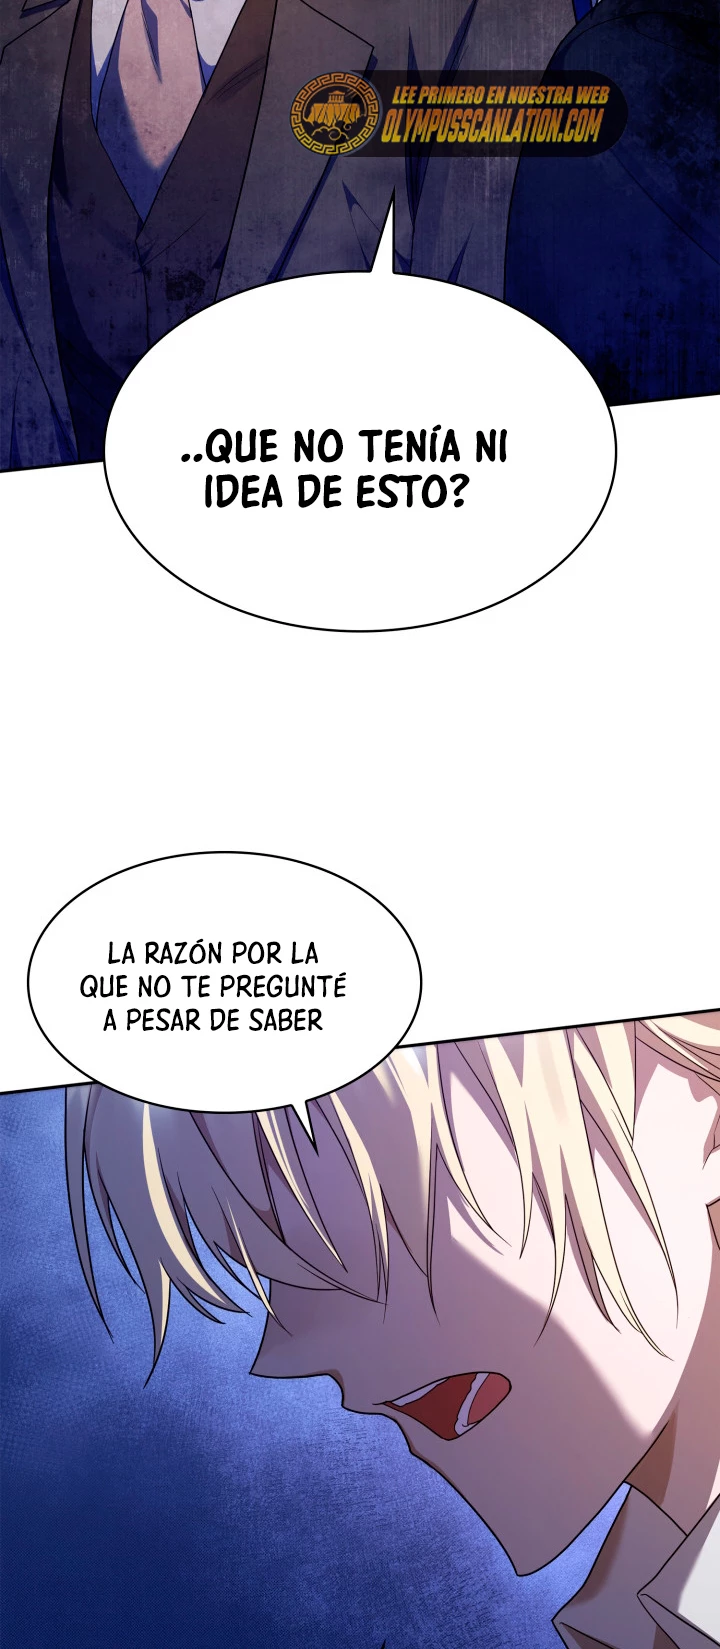 LEE PRIMERO EN NUESTRA WEB
OLYMPUSSCANLATION.COM
..QUE NO TENÍA NI
IDEA DE ESTO?
LA RAZÓN POR LA
QUE NO TE PREGUNTÉ
A PESAR DE SABER